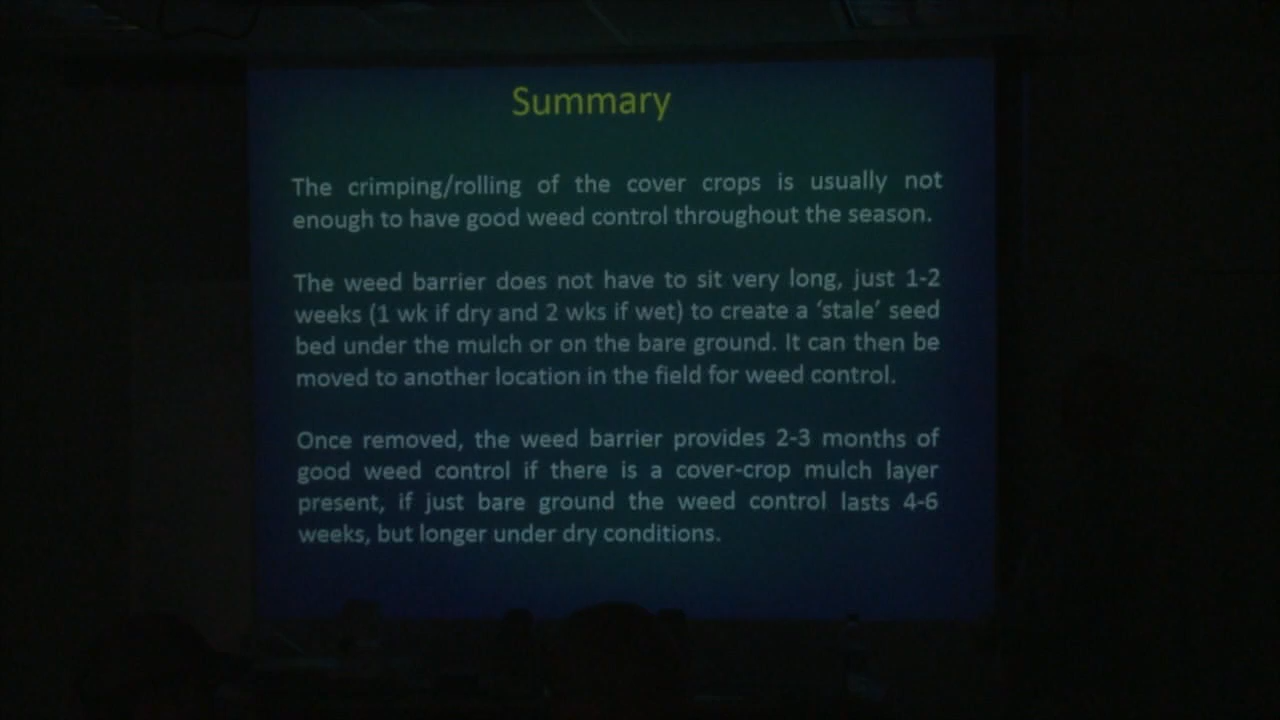 Summary
The crimping/rolling of the cover crops is usually not
enough to have good weed control throughout the season.
The weed barrier does not have to sit very long, just 1-2
weeks (1 wk if dry and 2 wks if wet) to create a ‘stale’ seed
bed under the mulch or on the bare ground. It can then be
moved to another location in the field for weed control.
Once removed, the weed barrier provides 2-3 months of
good weed control if there is a cover-crop mulch layer
present, if just bare ground the weed control lasts 4-6
weeks, but longer under dry conditions.